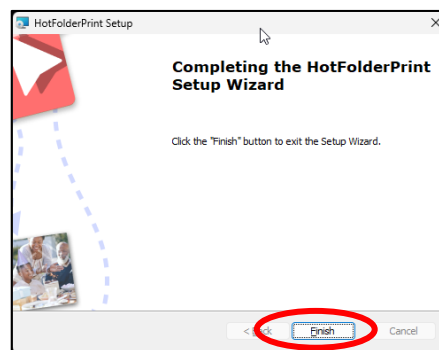 HotFolderPrint Setup
Completing the HotFolderPrint
Setup Wizard
Click the "Finish" button to exit the Setup Wizard.
Finish
Cancel